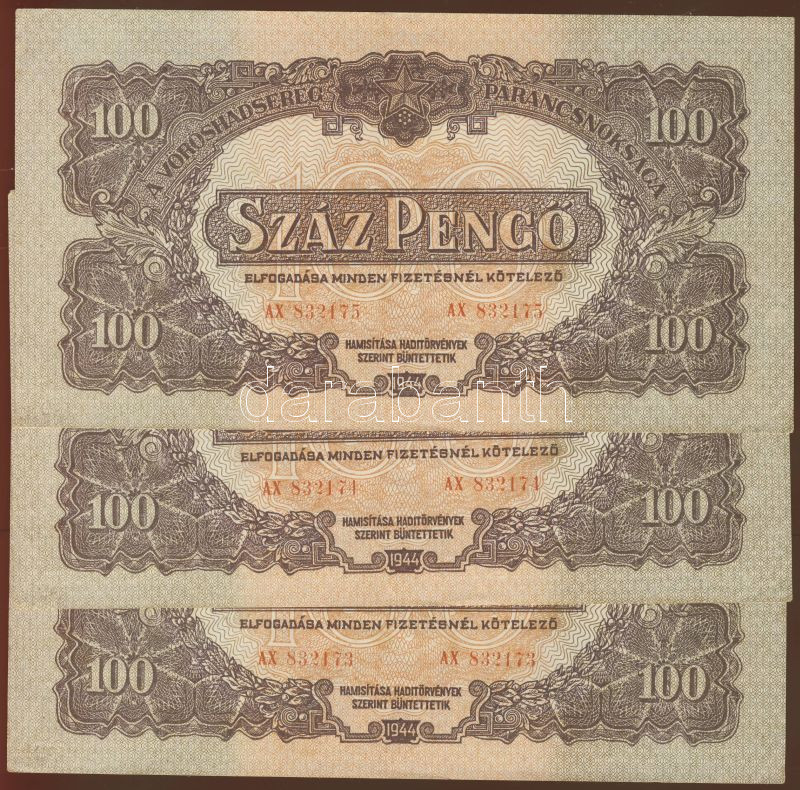 A VÖRÖSHADSEREG PARANCSNOKSÁGA
100 100
SZÁZ PENGŐ
ELFOGADÁSA MINDEN FIZETÉSNÉL KÖTELEZŐ
AX 832175 AX 832175
100 100
HAMISÍTÁSA HADITÖRVÉNYEK
SZERINT BÜNTETTETIK
1944
darabanth
ELFOGADÁSA MINDEN FIZETÉSNÉL KÖTELEZŐ
AX 832174 AX 832174
100 100
HAMISÍTÁSA HADITÖRVÉNYEK
SZERINT BÜNTETTETIK
1944
ELFOGADÁSA MINDEN FIZETÉSNÉL KÖTELEZŐ
AX 832173 AX 832173
100 100
HAMISÍTÁSA HADITÖRVÉNYEK
SZERINT BÜNTETTETIK
1944